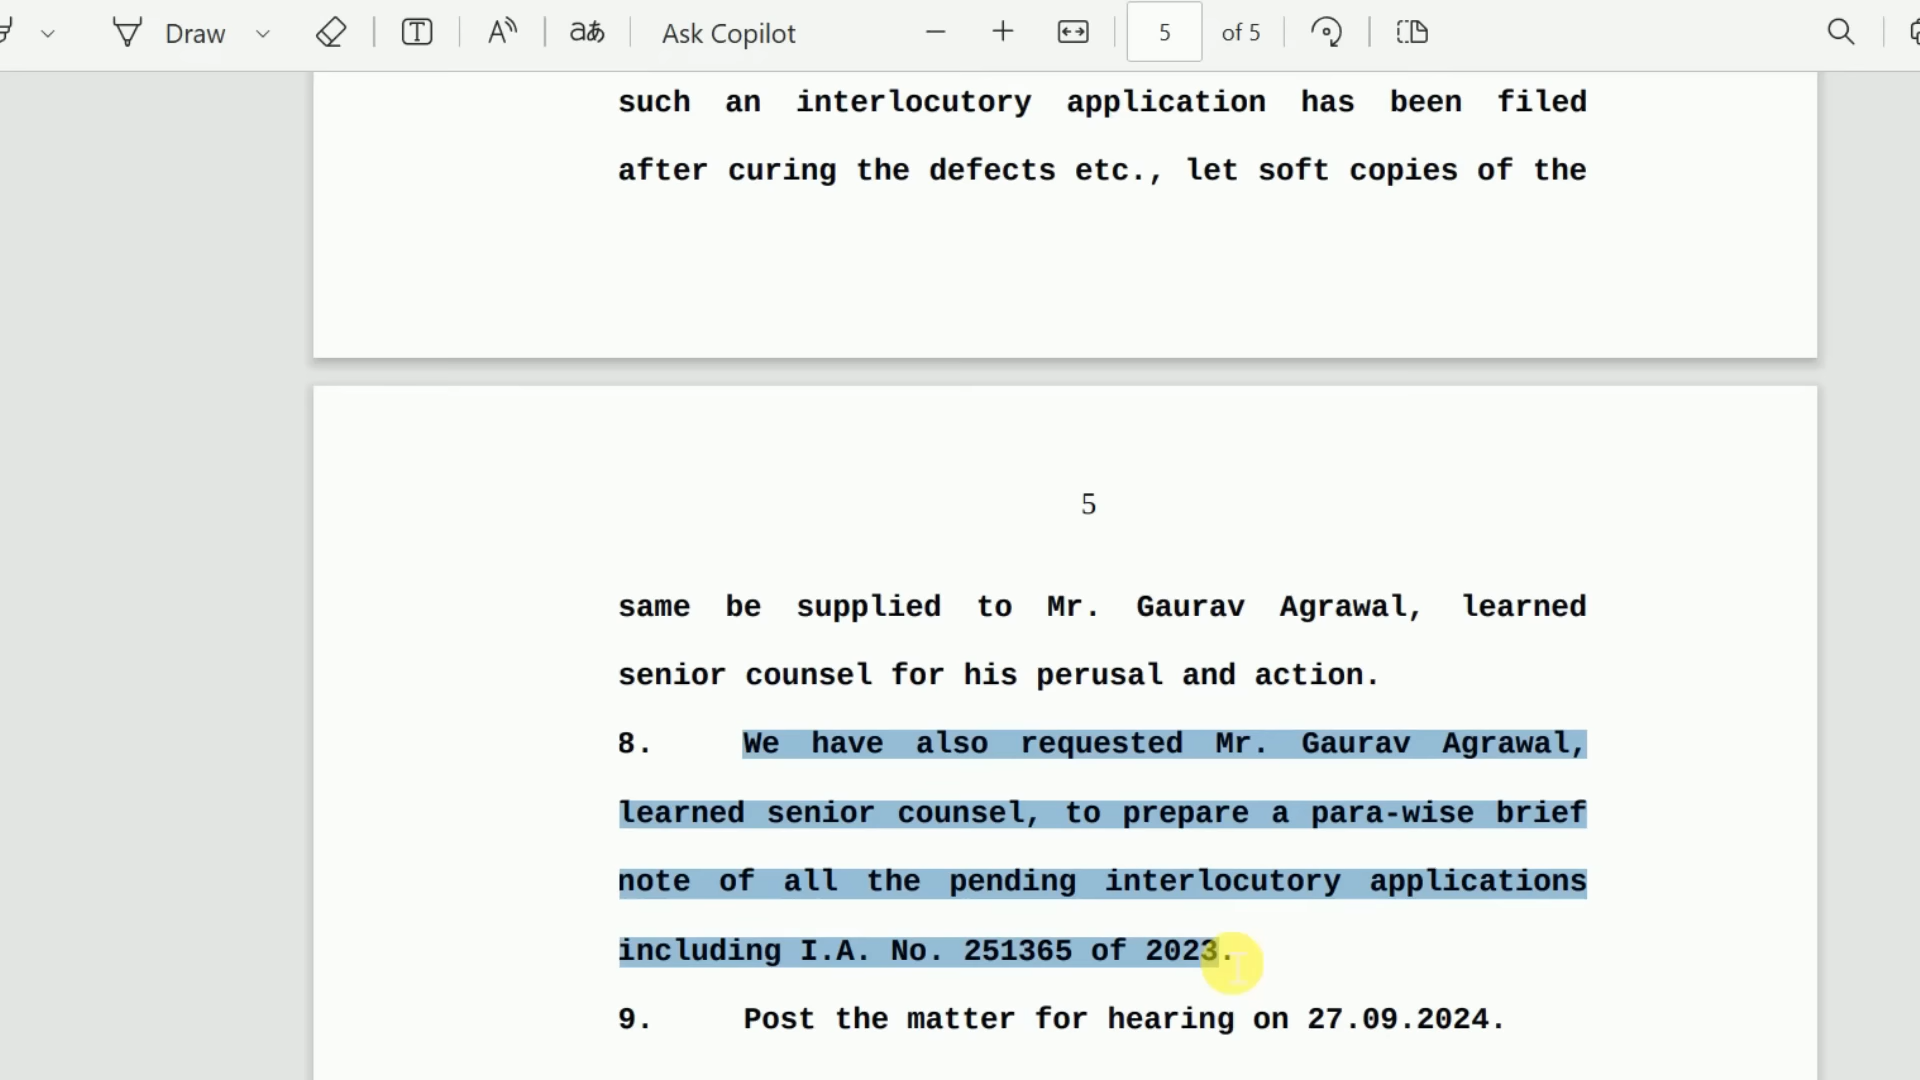 Draw
T
A
aあ
Ask Copilot
5
of 5
such an interlocutory application has been filed
after curing the defects etc., let soft copies of the
5
same be supplied to Mr. Gaurav Agrawal, learned
senior counsel for his perusal and action.
8. We have also requested Mr. Gaurav Agrawal,
learned senior counsel, to prepare a para-wise brief
note of all the pending interlocutory applications
including I.A. No. 251365 of 2023.
9. Post the matter for hearing on 27.09.2024.